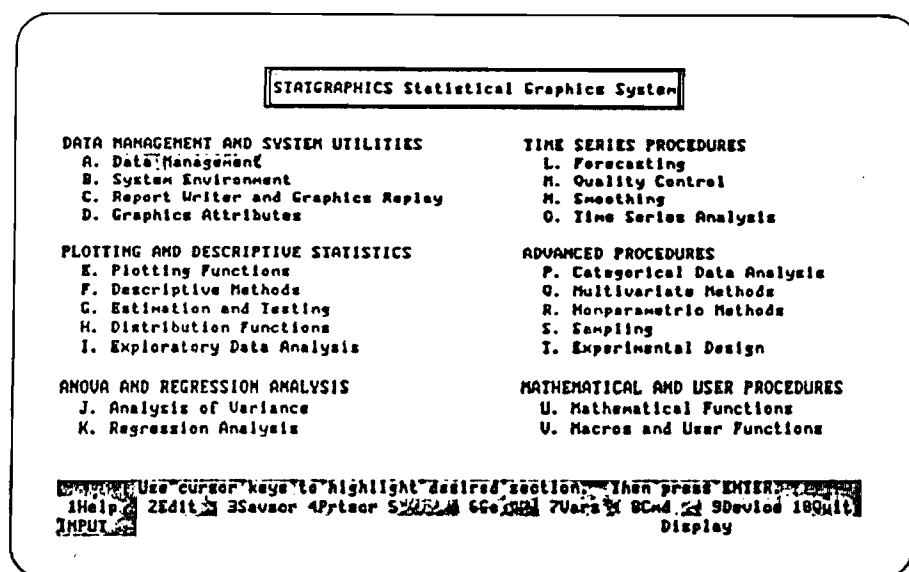 STATGRAPHICS Statistical Graphics System
DATA MANAGEMENT AND SYSTEM UTILITIES
A. Data Management
B. System Environment
C. Report Writer and Graphics Replay
D. Graphics Attributes
PLOTTING AND DESCRIPTIVE STATISTICS
E. Plotting Functions
F. Descriptive Methods
G. Estimation and Testing
H. Distribution Functions
I. Exploratory Data Analysis
ANOVA AND REGRESSION ANALYSIS
J. Analysis of Variance
K. Regression Analysis
TIME SERIES PROCEDURES
L. Forecasting
M. Quality Control
N. Smoothing
O. Time Series Analysis
ADVANCED PROCEDURES
P. Categorical Data Analysis
Q. Multivariate Methods
R. Nonparametric Methods
S. Sampling
T. Experimental Design
MATHEMATICAL AND USER PROCEDURES
U. Mathematical Functions
V. Macros and User Functions
Use cursor keys to highlight desired section. Then press ENTER.
1Help 2Edit 3Savscr 4Prtscr 7Vars 8Cmd 9Device 10Quit
INPUT Display